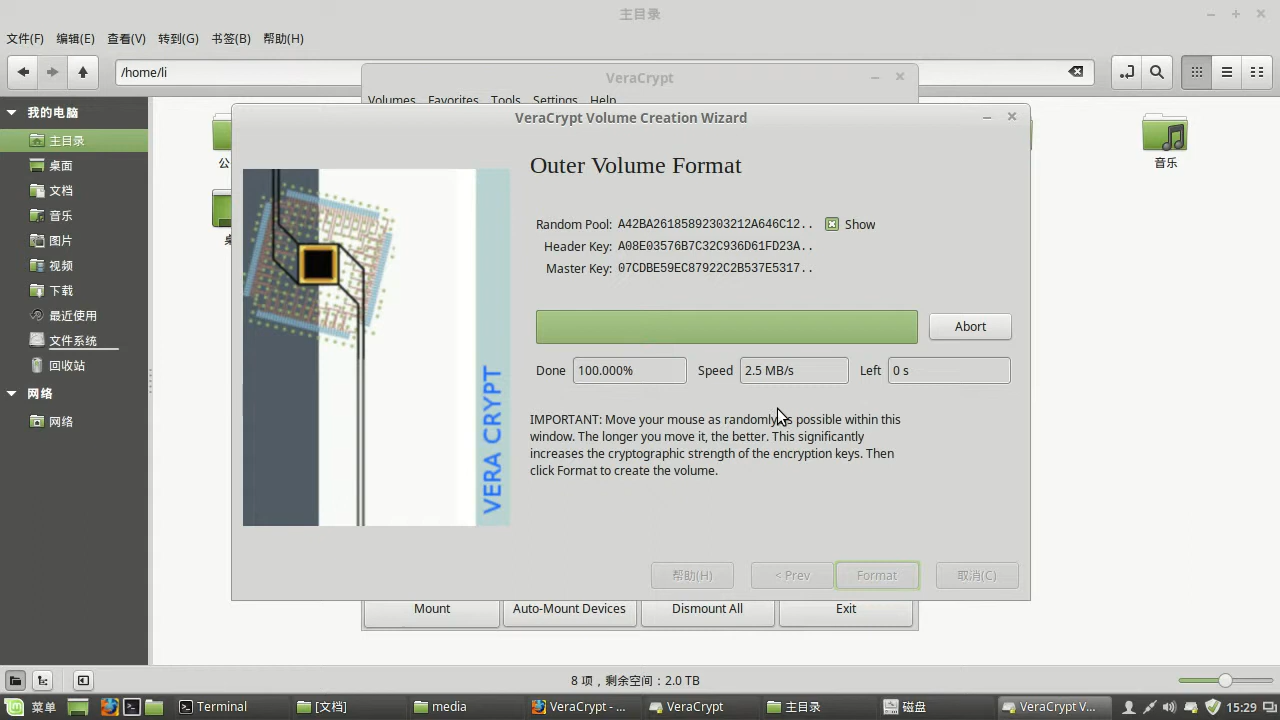 主目录
文件(F) 编辑(E) 查看(V) 转到(G) 书签(B) 帮助(H)
/home/li
VeraCrypt
Volumes Favorites Tools Settings Help
我的电脑
主目录
桌面
文档
音乐
图片
视频
下载
最近使用
文件系统
回收站
网络
网络
音乐
VeraCrypt Volume Creation Wizard
Outer Volume Format
Random Pool: A42BA26185892303212A646C12.. Show
Header Key: A08E03576B7C32C936D61FD23A..
Master Key: 07CDBE59EC87922C2B537E5317..
Abort
Done 100.000% Speed 2.5 MB/s Left 0 s
IMPORTANT: Move your mouse as randomly as possible within this
window. The longer you move it, the better. This significantly
increases the cryptographic strength of the encryption keys. Then
click Format to create the volume.
VERA CRYPT
帮助(H) < Prev Format 取消(C)
Mount Auto-Mount Devices Dismount All Exit
8 项，剩余空间：2.0 TB
菜单 Terminal [文档] media VeraCrypt - ... VeraCrypt 主目录 磁盘 VeraCrypt V... 15:29